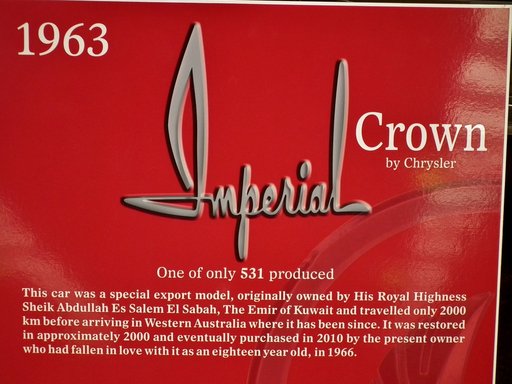 1963
Imperial
Crown
by Chrysler
One of only 531 produced
This car was a special export model, originally owned by His Royal Highness
Sheik Abdullah Es Salem El Sabah, The Emir of Kuwait and travelled only 2000
km before arriving in Western Australia where it has been since. It was restored
in approximately 2000 and eventually purchased in 2010 by the present owner
who had fallen in love with it as an eighteen year old, in 1966.